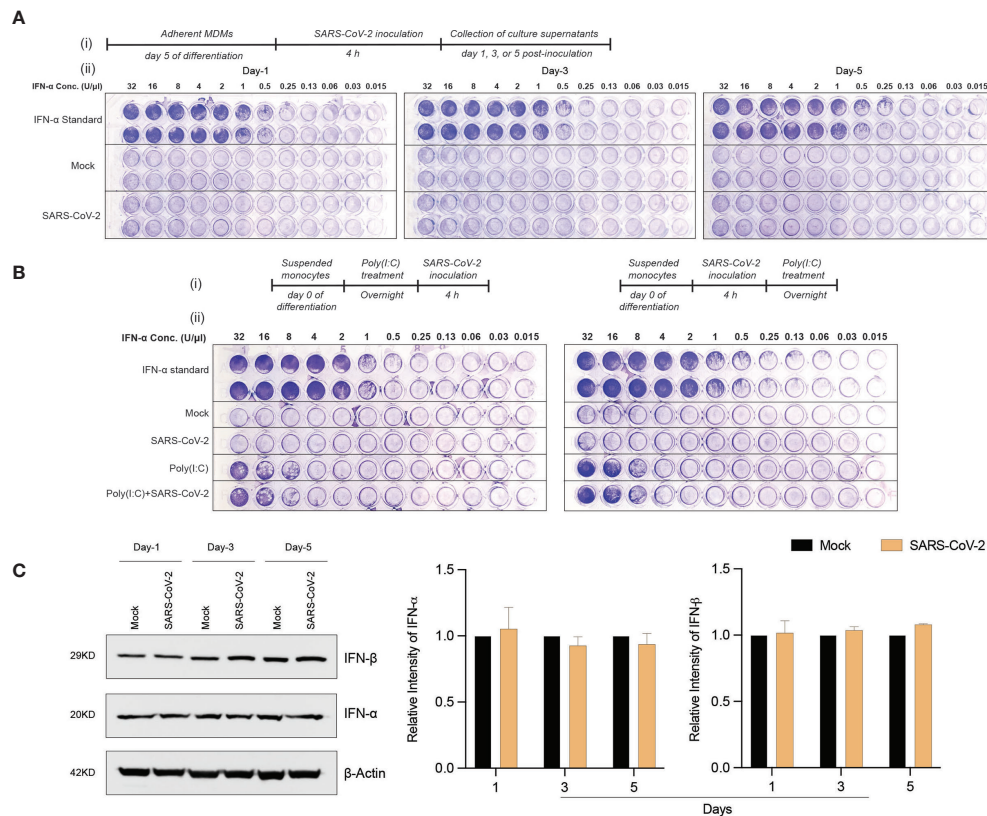 A
(i)
Adherent MDMs SARS-CoV-2 inoculation Collection of culture supernatants
day 5 of differentiation 4 h day 1, 3, or 5 post-inoculation
(ii)
Day-1 Day-3 Day-5
IFN-α Conc. (U/µl) 32 16 8 4 2 1 0.5 0.25 0.13 0.06 0.03 0.015 32 16 8 4 2 1 0.5 0.25 0.13 0.06 0.03 0.015 32 16 8 4 2 1 0.5 0.25 0.13 0.06 0.03 0.015
IFN-α Standard
Mock
SARS-CoV-2
B
(i)
Suspended monocytes Poly(I:C) treatment SARS-CoV-2 inoculation
day 0 of differentiation Overnight 4 h
Suspended monocytes SARS-CoV-2 inoculation Poly(I:C) treatment
day 0 of differentiation 4 h Overnight
(ii)
IFN-α Conc. (U/µl) 32 16 8 4 2 1 0.5 0.25 0.13 0.06 0.03 0.015 32 16 8 4 2 1 0.5 0.25 0.13 0.06 0.03 0.015
IFN-α standard
Mock
SARS-CoV-2
Poly(I:C)
Poly(I:C)+SARS-CoV-2
C
Day-1 Day-3 Day-5
Mock SARS-CoV-2 Mock SARS-CoV-2 Mock SARS-CoV-2
29KD IFN-β
20KD IFN-α
42KD β-Actin
Mock SARS-CoV-2
Relative Intensity of IFN-α
1.5
1.0
0.5
0.0
1 3 5
Relative Intensity of IFN-β
1.5
1.0
0.5
0.0
1 3 5
Days